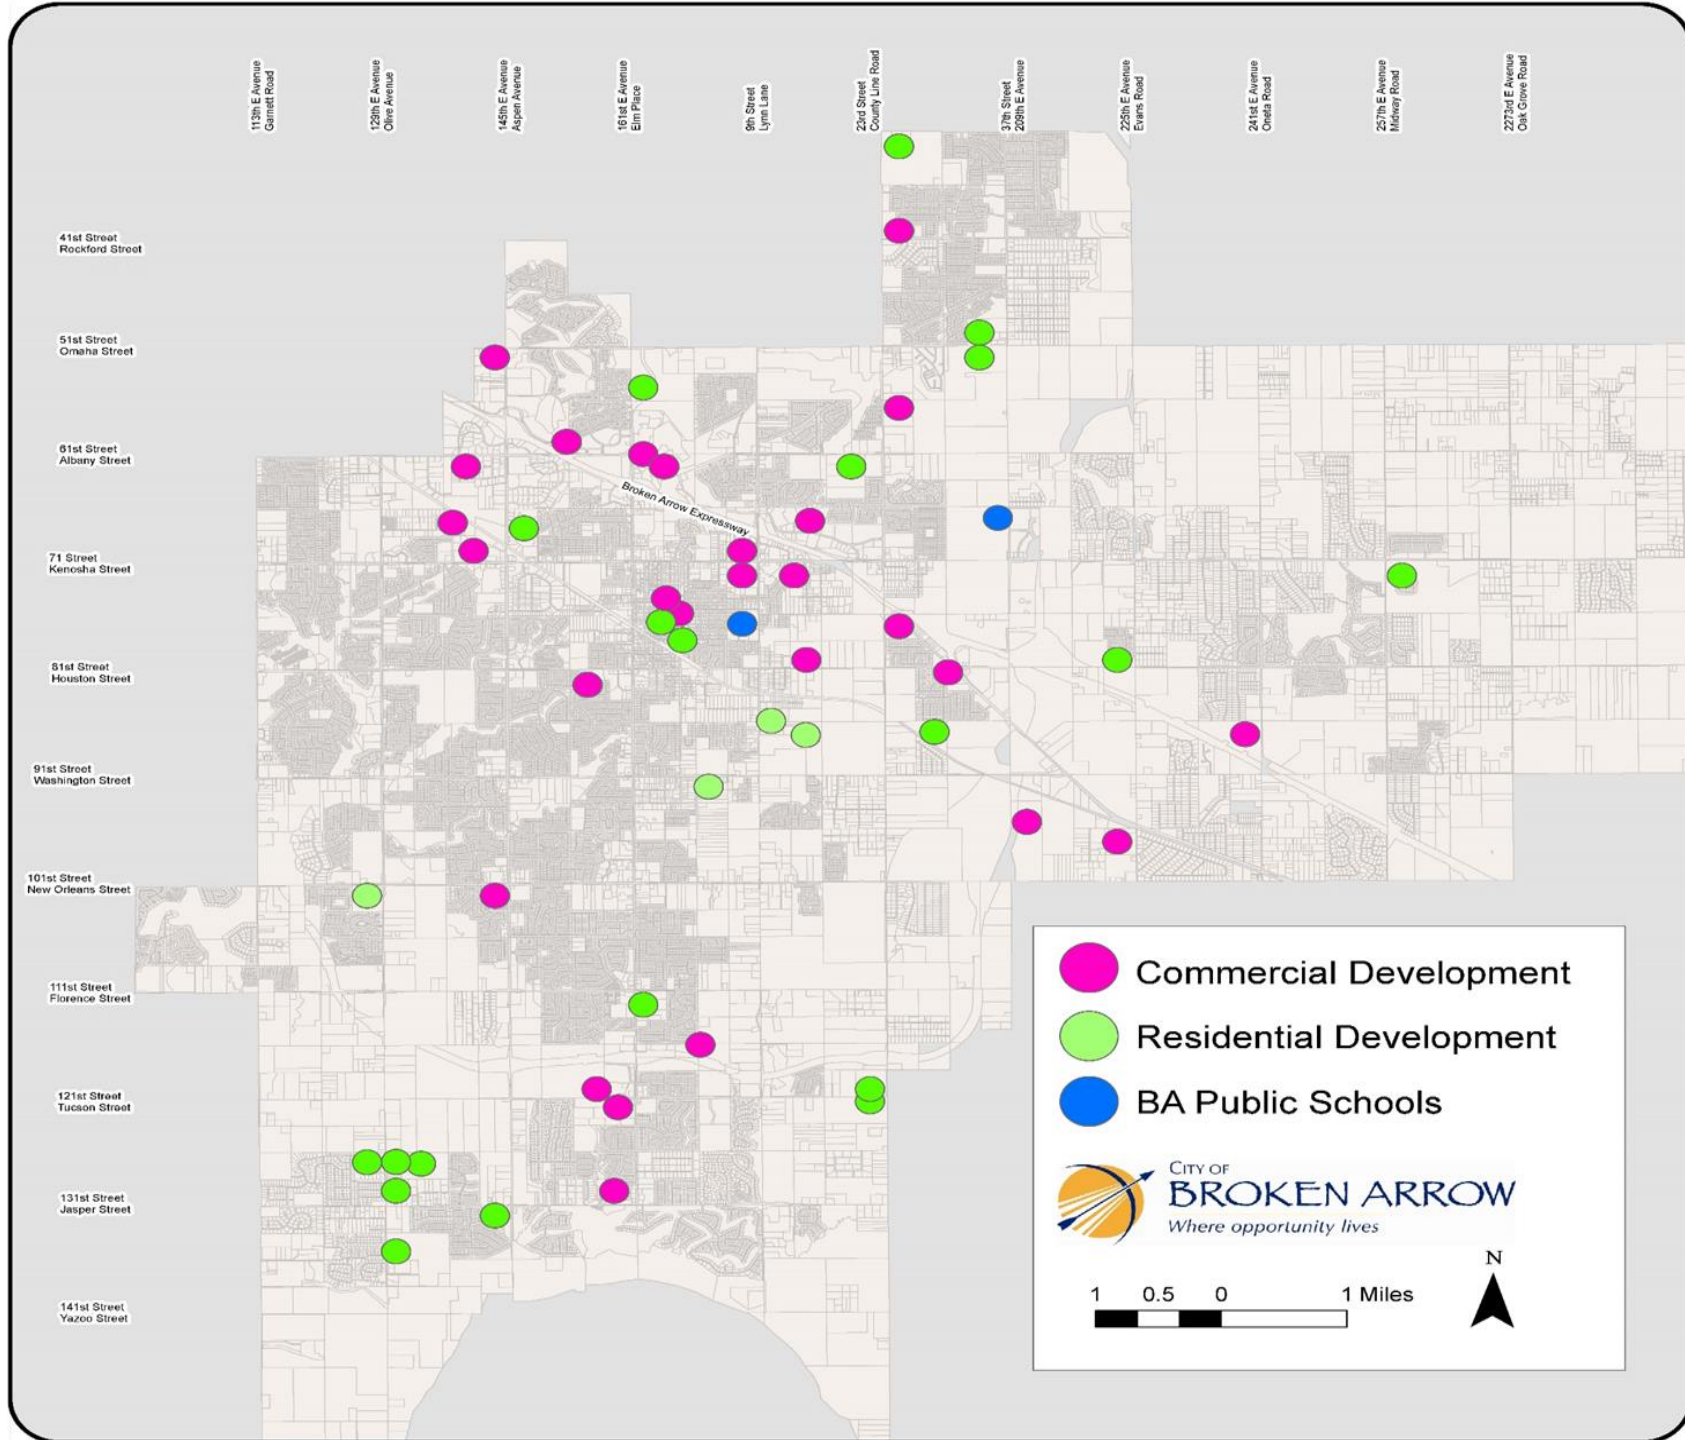 113th E Avenue
Garnett Road
129th E Avenue
Olive Avenue
145th E Avenue
Aspen Avenue
161st E Avenue
Elm Place
9th Street
Lynn Lane
23rd Street
County Line Road
37th Street
209th E Avenue
225th E Avenue
Evans Road
241st E Avenue
Oneta Road
257th E Avenue
Midway Road
2273rd E Avenue
Oak Grove Road
41st Street
Rockford Street
51st Street
Omaha Street
61st Street
Albany Street
Broken Arrow Expressway
71 Street
Kenosha Street
81st Street
Houston Street
91st Street
Washington Street
101st Street
New Orleans Street
111st Street
Florence Street
121st Street
Tucson Street
131st Street
Jasper Street
141st Street
Yazoo Street
Commercial Development
Residential Development
BA Public Schools
CITY OF
BROKEN ARROW
Where opportunity lives
N
1 0.5 0 1 Miles